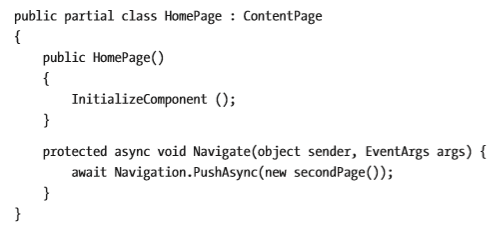 public partial class HomePage : ContentPage
{
    public HomePage()
    {
        InitializeComponent ();
    }
    protected async void Navigate(object sender, EventArgs args) {
        await Navigation.PushAsync(new secondPage());
    }
}